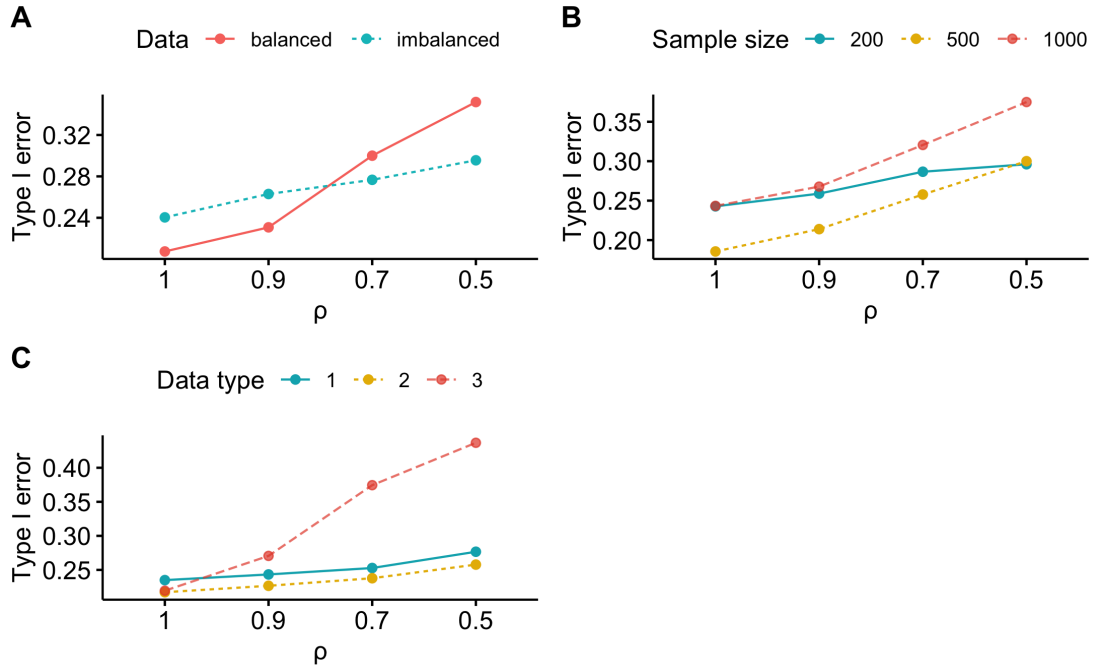 A
Data balanced imbalanced
Type I error
0.32
0.28
0.24
1 0.9 0.7 0.5
ρ
B
Sample size 200 500 1000
Type I error
0.35
0.30
0.25
0.20
1 0.9 0.7 0.5
ρ
C
Data type 1 2 3
Type I error
0.40
0.35
0.30
0.25
1 0.9 0.7 0.5
ρ